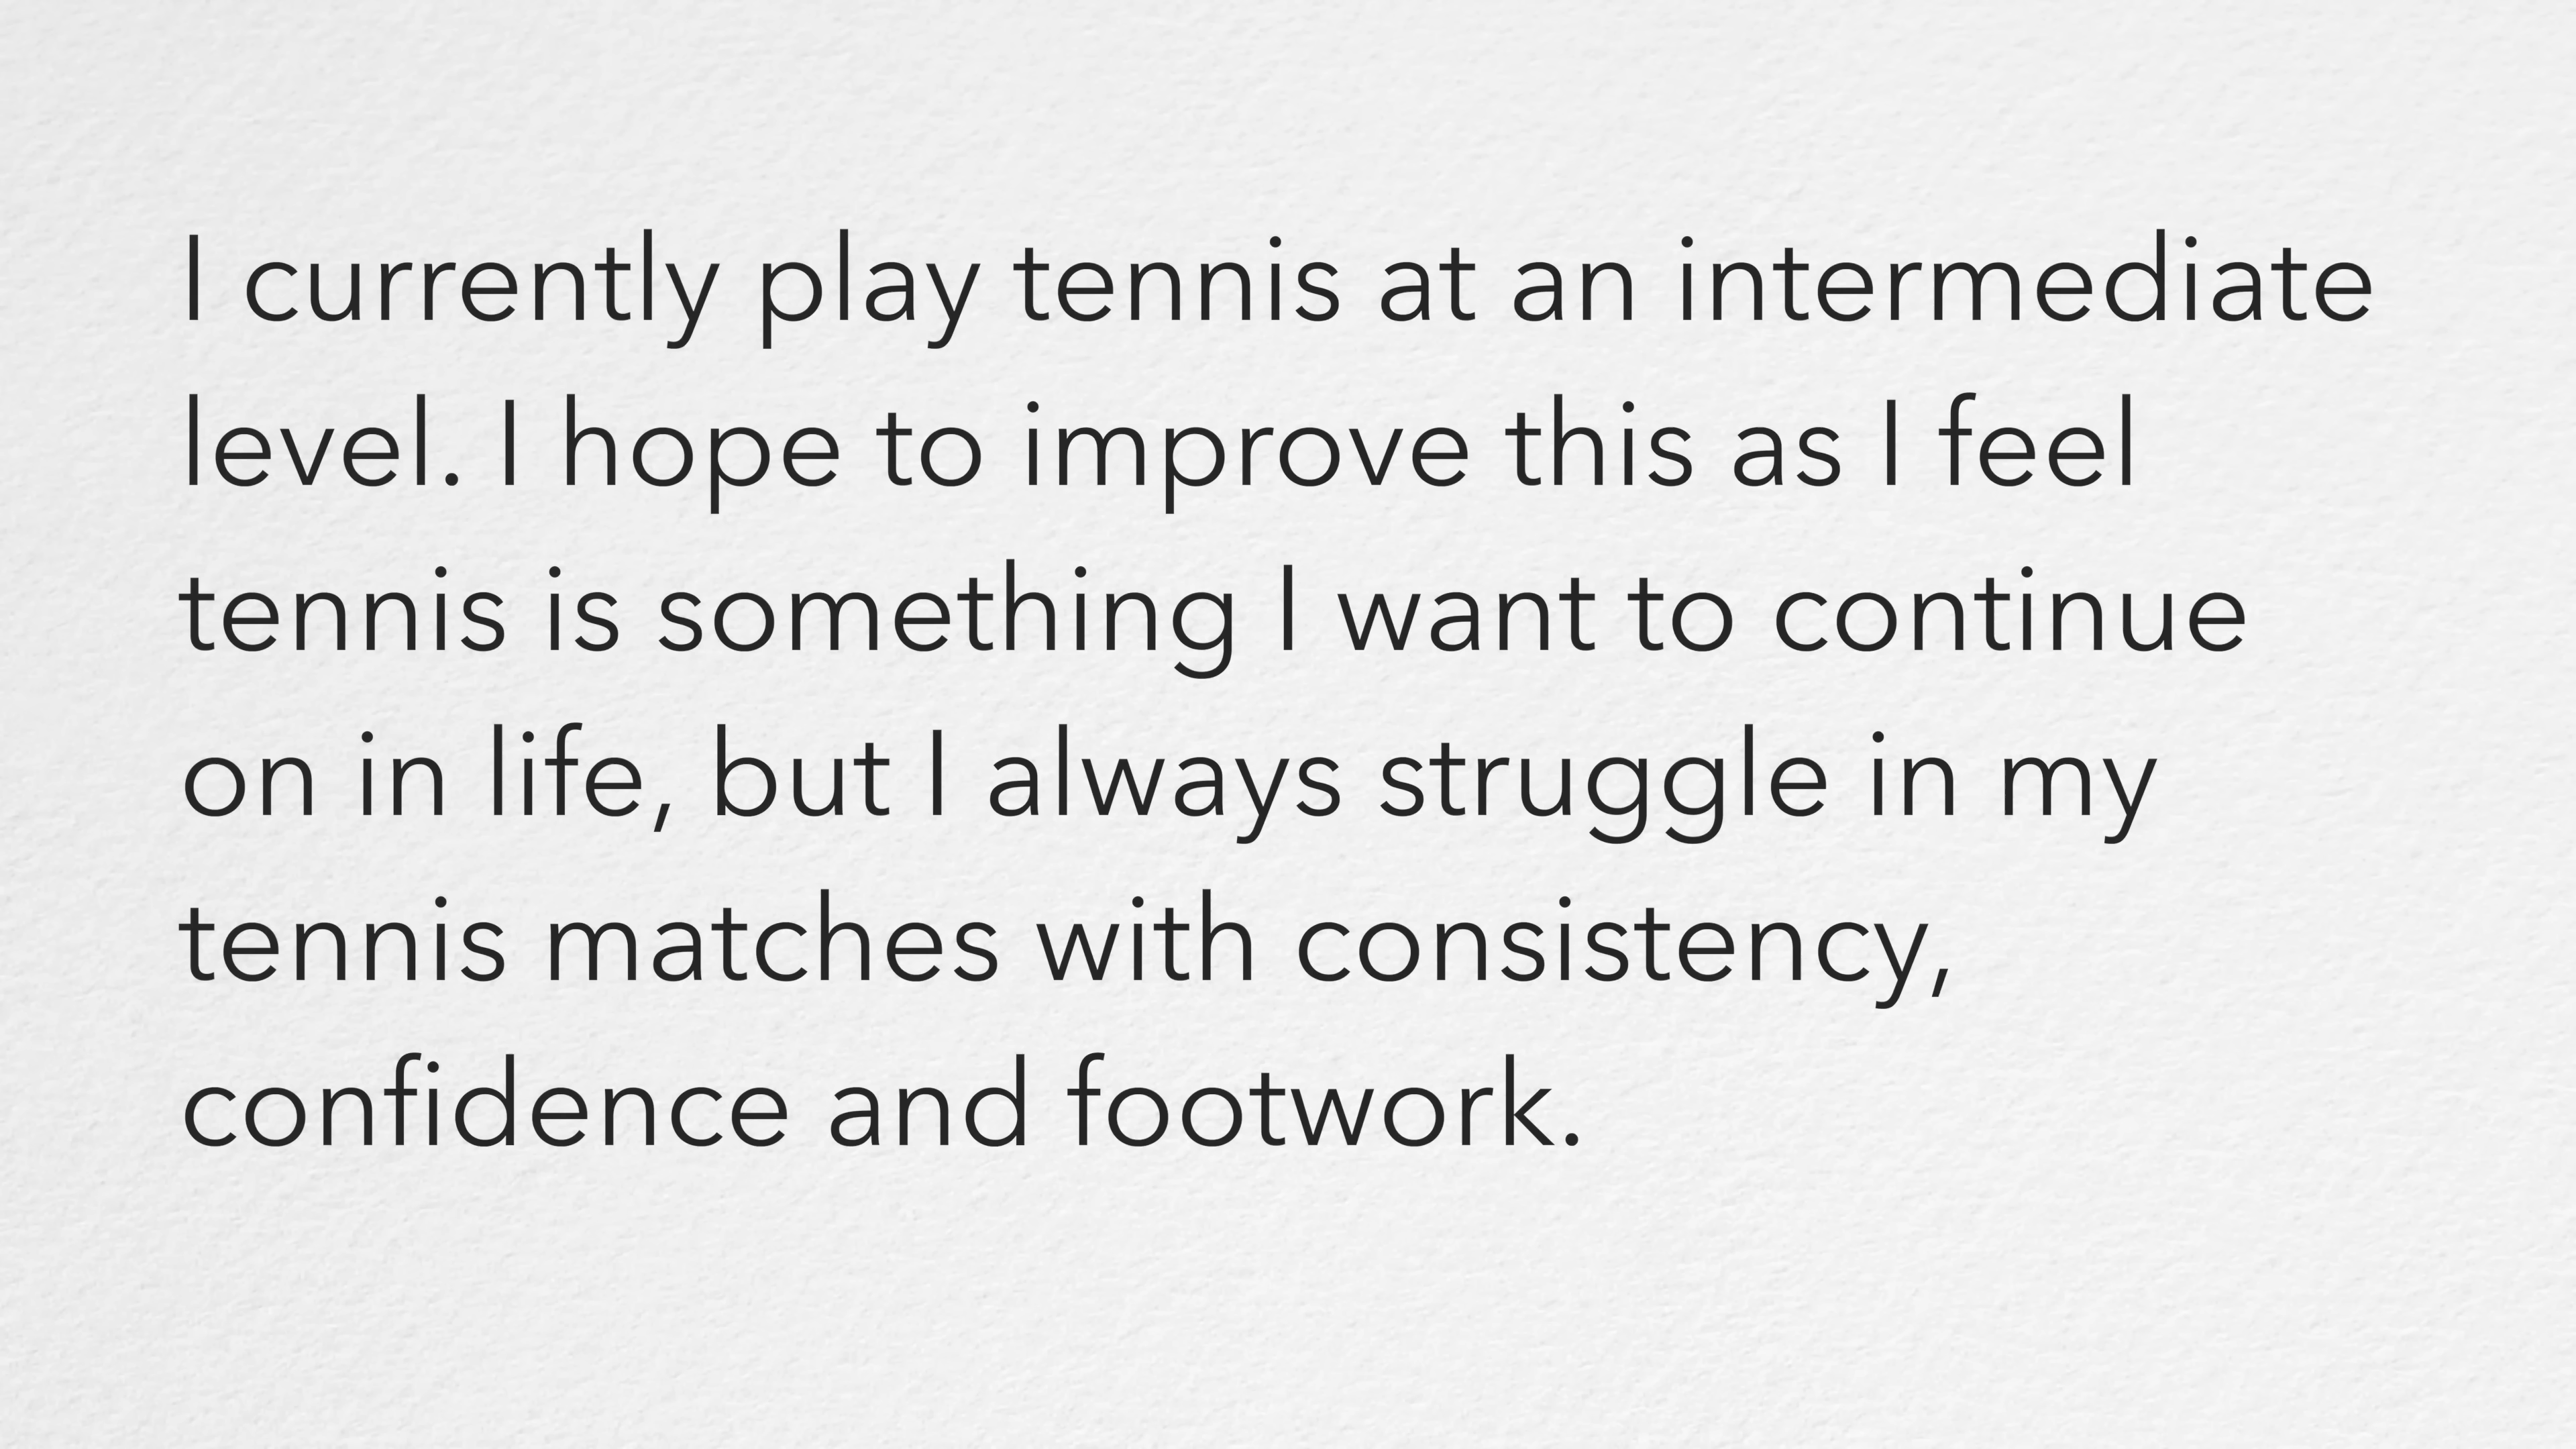 I currently play tennis at an intermediate
level. I hope to improve this as I feel
tennis is something I want to continue
on in life, but I always struggle in my
tennis matches with consistency,
confidence and footwork.